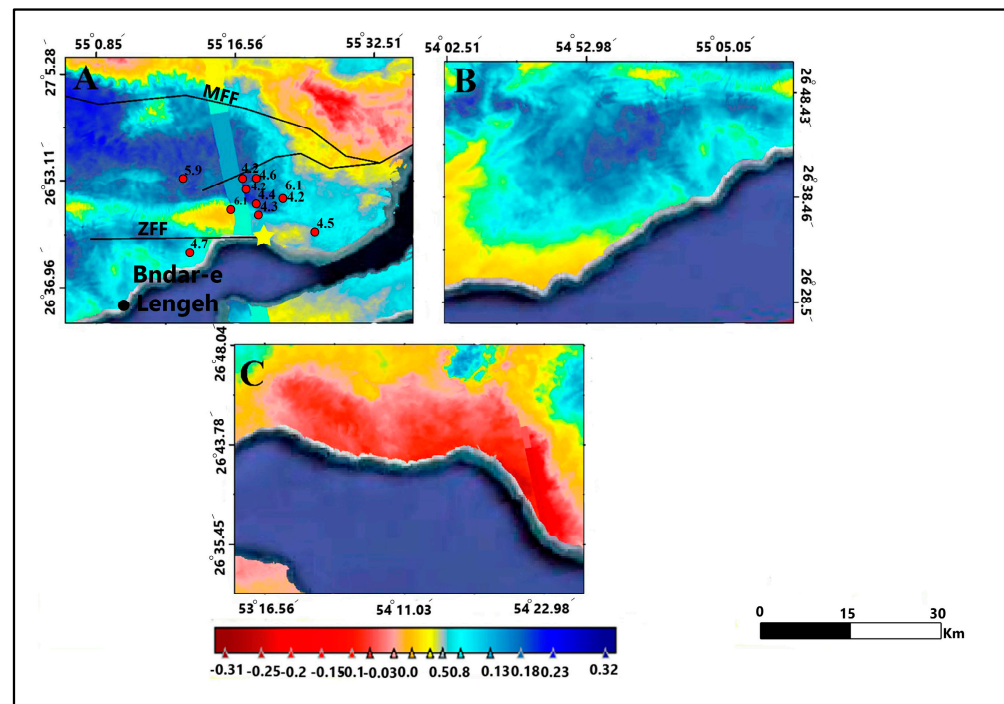 55° 0.85′ 55° 16.56′ 55° 32.51′
54° 02.51′ 54° 52.98′ 55° 05.05′
A
B
27° 5.28′
26° 53.11′
26° 36.96′
26° 48.43′
26° 38.46′
26° 28.5′
MFF
5.9
4.2 4.6
4.2
6.1
4.4 4.2
6.1 4.3
4.5
ZFF
4.7
Bndar-e
Lengeh
C
26° 48.04′
26° 43.78′
26° 35.45′
53° 16.56′ 54° 11.03′ 54° 22.98′
-0.31 -0.25 -0.2 -0.15 -0.1 -0.03 0.0 0.5 0.8 0.13 0.18 0.23 0.32
0 15 30
Km